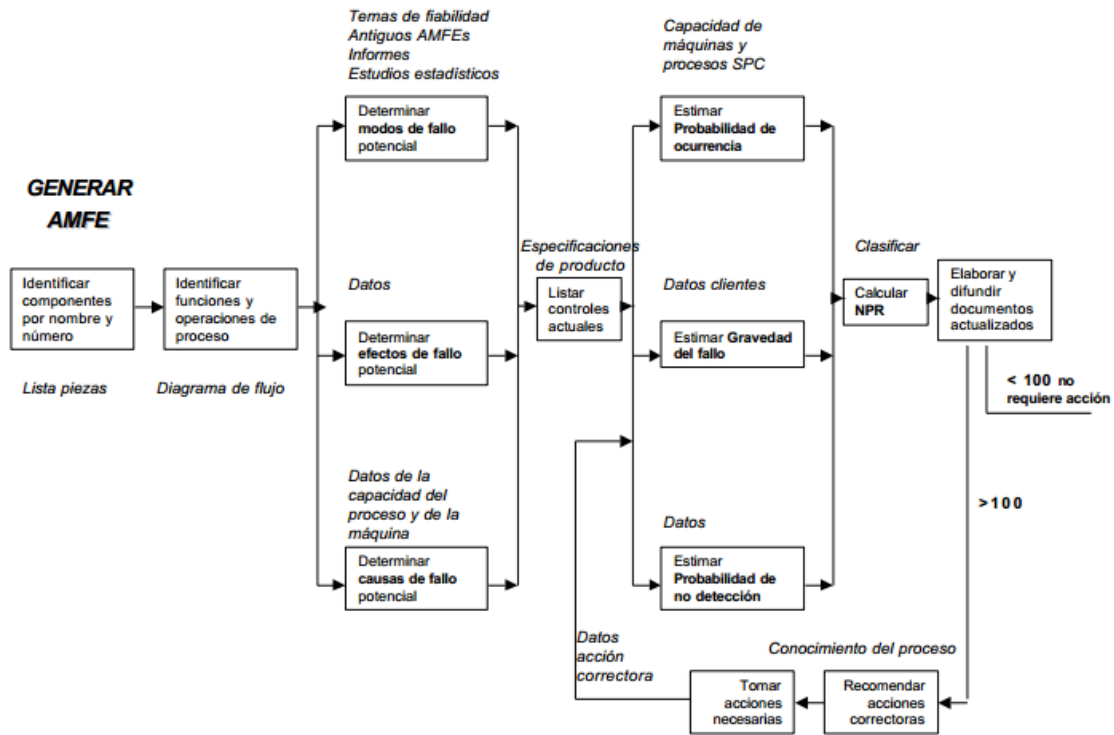 Temas de fiabilidad
Antiguos AMFEs
Informes
Estudios estadísticos
Capacidad de
máquinas y
procesos SPC
Determinar
modos de fallo
potencial
Estimar
Probabilidad de
ocurrencia
GENERAR
AMFE
Identificar
componentes
por nombre y
número
Identificar
funciones y
operaciones de
proceso
Lista piezas
Diagrama de flujo
Datos
Determinar
efectos de fallo
potencial
Especificaciones
de producto
Listar
controles
actuales
Datos clientes
Estimar Gravedad
del fallo
Clasificar
Calcular
NPR
Elaborar y
difundir
documentos
actualizados
< 100 no
requiere acción
>100
Datos de la
capacidad del
proceso y de la
máquina
Determinar
causas de fallo
potencial
Datos
Estimar
Probabilidad de
no detección
Datos
acción
correctora
Conocimiento del proceso
Tomar
acciones
necesarias
Recomendar
acciones
correctoras